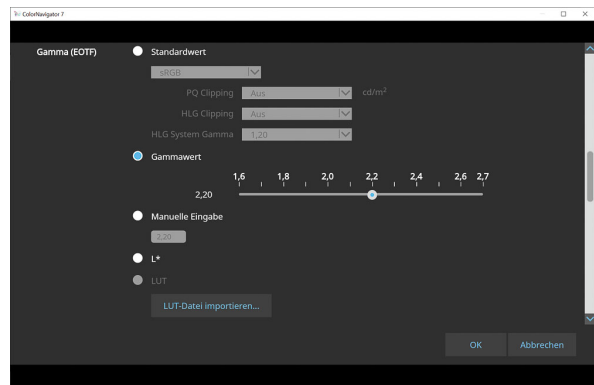 ColorNavigator 7
Gamma (EOTF)
Standardwert
sRGB
PQ Clipping Aus cd/m²
HLG Clipping Aus
HLG System Gamma 1,20
Gammawert
1,6 1,8 2,0 2,2 2,4 2,6 2,7
2,20
Manuelle Eingabe
2.20
L*
LUT
LUT-Datei importieren...
OK Abbrechen